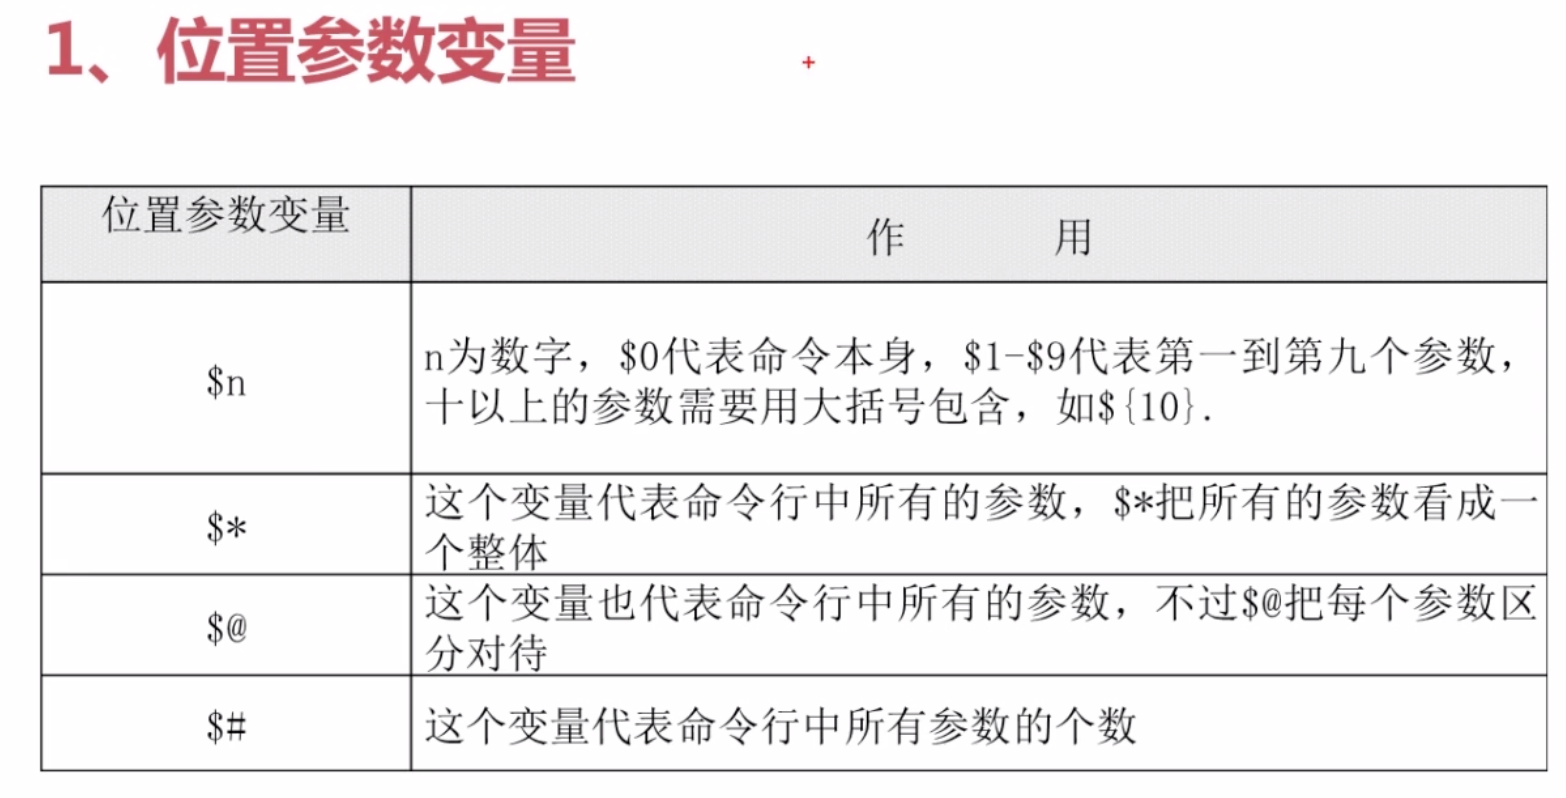 1、位置参数变量
位置参数变量
作 用
$n
n为数字，$0代表命令本身，$1-$9代表第一到第九个参数，
十以上的参数需要用大括号包含，如${10}.
$*
这个变量代表命令行中所有的参数，$*把所有的参数看成一
个整体
$@
这个变量也代表命令行中所有的参数，不过$@把每个参数区
分对待
$#
这个变量代表命令行中所有参数的个数